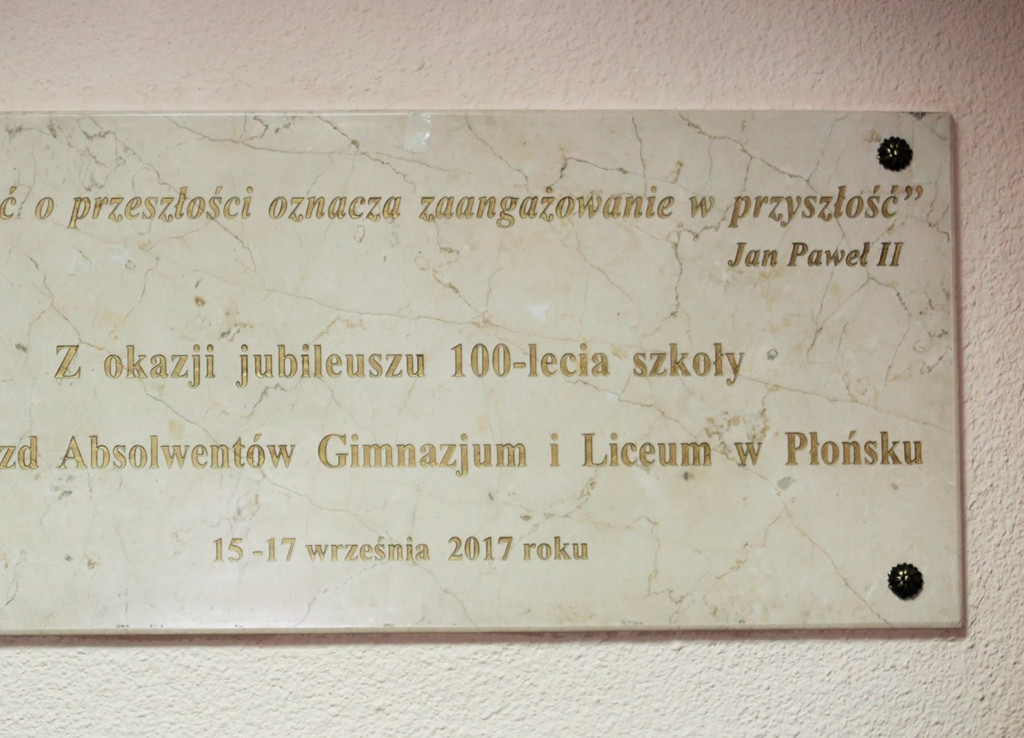 ć o przeszłości oznacza zaangażowanie w przyszłość”
Jan Paweł II
Z okazji jubileuszu 100-lecia szkoły
zd Absolwentów Gimnazjum i Liceum w Płońsku
15 -17 września 2017 roku